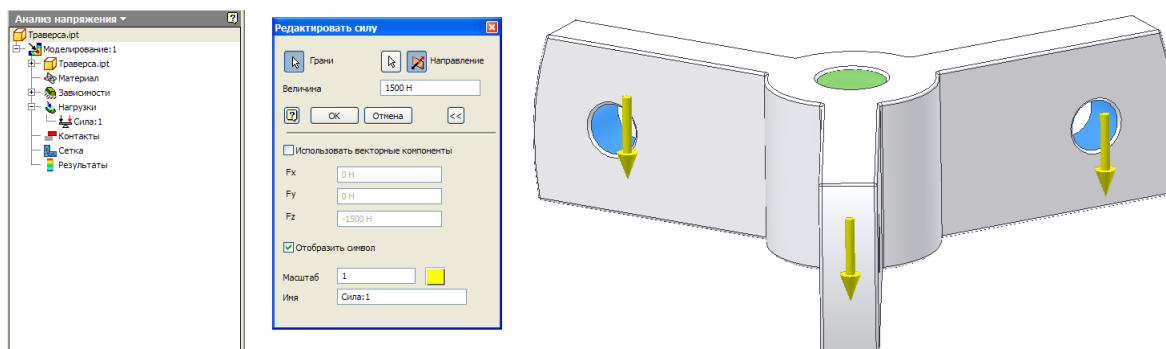 Анализ напряжения
Траверса.ipt
Моделирование:1
Траверса.ipt
Материал
Зависимости
Нагрузки
Сила:1
Контакты
Сетка
Результаты
Редактировать силу
Грани Направление
Величина 1500 Н
ОК Отмена <<
Использовать векторные компоненты
Fx 0 Н
Fy 0 Н
Fz -1500 Н
Отобразить символ
Масштаб 1
Имя Сила:1